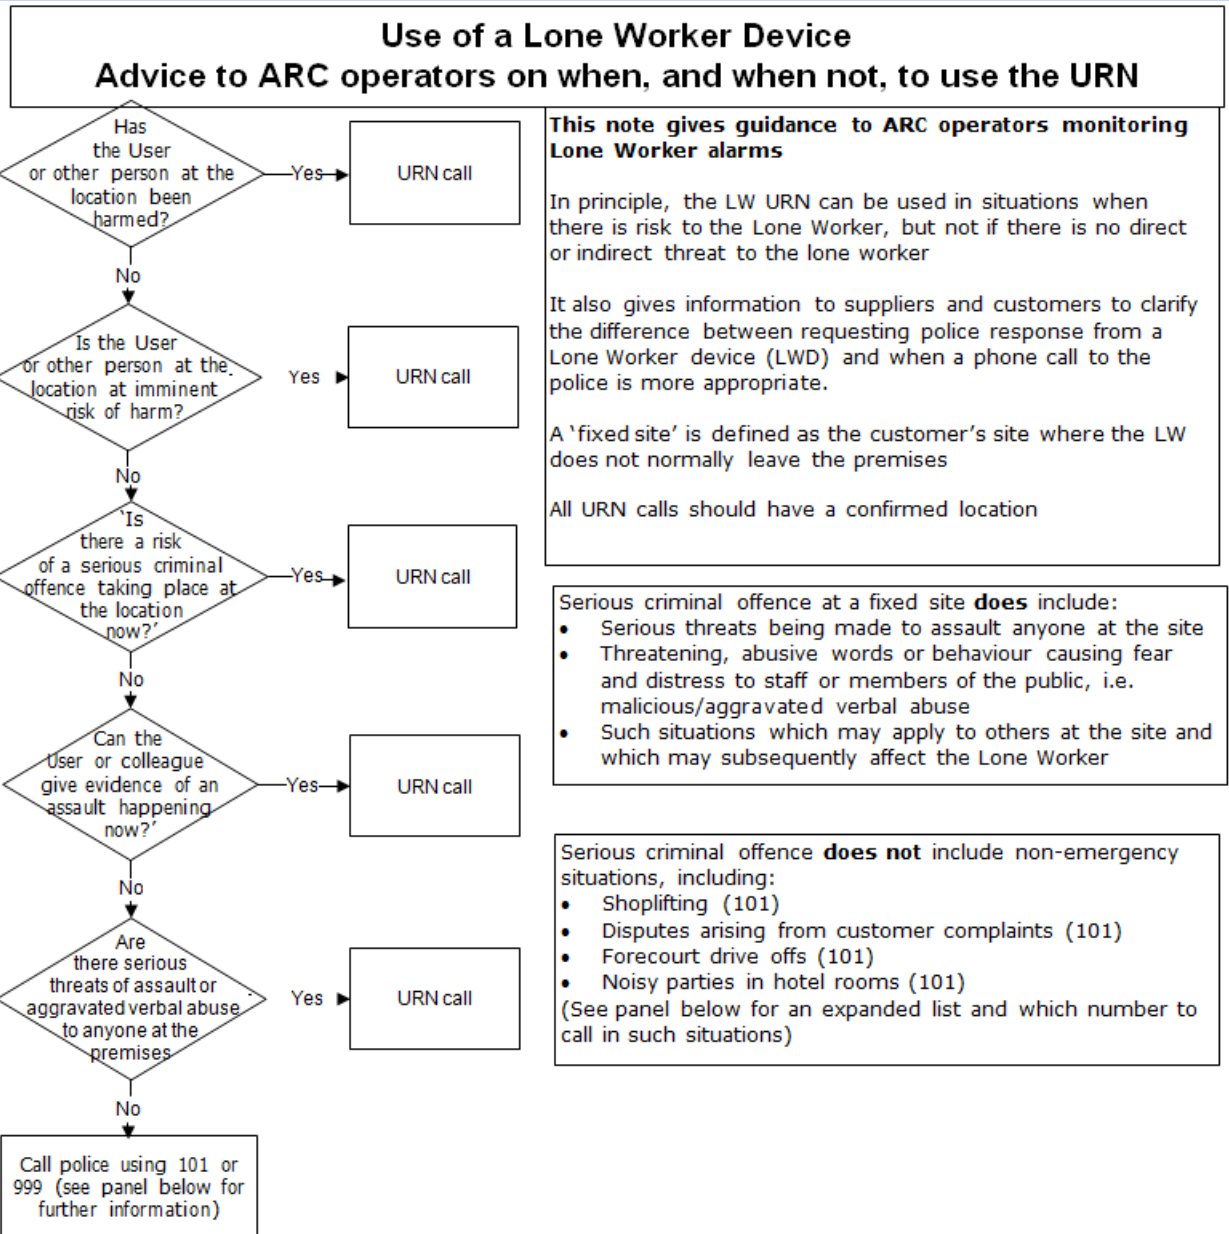 Use of a Lone Worker Device
Advice to ARC operators on when, and when not, to use the URN
Has
the User
or other person at the
location been
harmed?
Yes
URN call
No
Is the User
or other person at the
location at imminent
risk of harm?
Yes
URN call
No
‘Is
there a risk
of a serious criminal
offence taking place at
the location
now?’
Yes
URN call
No
Can the
User or colleague
give evidence of an
assault happening
now?’
Yes
URN call
No
Are
there serious
threats of assault or
aggravated verbal abuse
to anyone at the
premises
Yes
URN call
No
Call police using 101 or
999 (see panel below for
further information)
This note gives guidance to ARC operators monitoring
Lone Worker alarms
In principle, the LW URN can be used in situations when
there is risk to the Lone Worker, but not if there is no direct
or indirect threat to the lone worker
It also gives information to suppliers and customers to clarify
the difference between requesting police response from a
Lone Worker device (LWD) and when a phone call to the
police is more appropriate.
A ‘fixed site’ is defined as the customer’s site where the LW
does not normally leave the premises
All URN calls should have a confirmed location
Serious criminal offence at a fixed site does include:
• Serious threats being made to assault anyone at the site
• Threatening, abusive words or behaviour causing fear
and distress to staff or members of the public, i.e.
malicious/aggravated verbal abuse
• Such situations which may apply to others at the site and
which may subsequently affect the Lone Worker
Serious criminal offence does not include non-emergency
situations, including:
• Shoplifting (101)
• Disputes arising from customer complaints (101)
• Forecourt drive offs (101)
• Noisy parties in hotel rooms (101)
(See panel below for an expanded list and which number to
call in such situations)